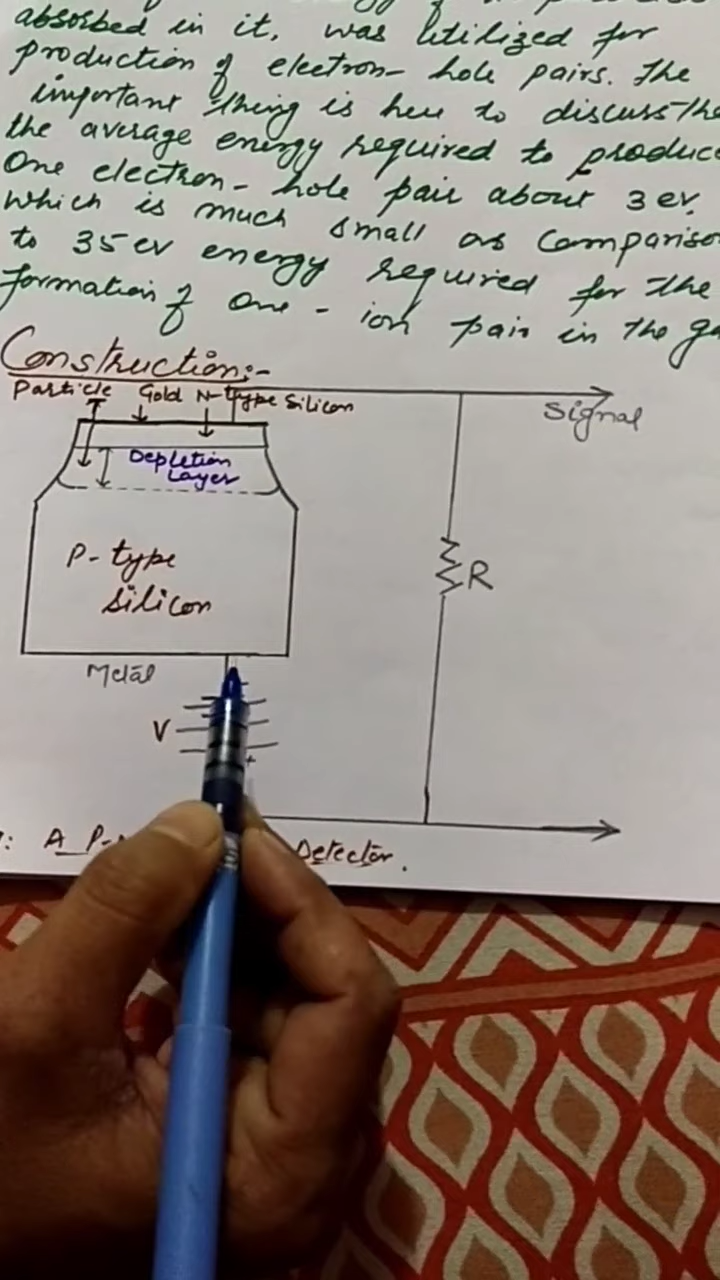 absorbed in it, was utilized for
production of electron- hole pairs. The
important thing is here to discuss the
the average energy required to produce
One electron- hole pair about 3 ev.
which is much small as Comparison
to 35 ev energy required for the
formation of One - ion pair in the ga
Construction:-
Particle Gold N-type Silicon
Signal
Depletion
Layer
P-type
Silicon
R
Metal
V
+
: A P- Detector.